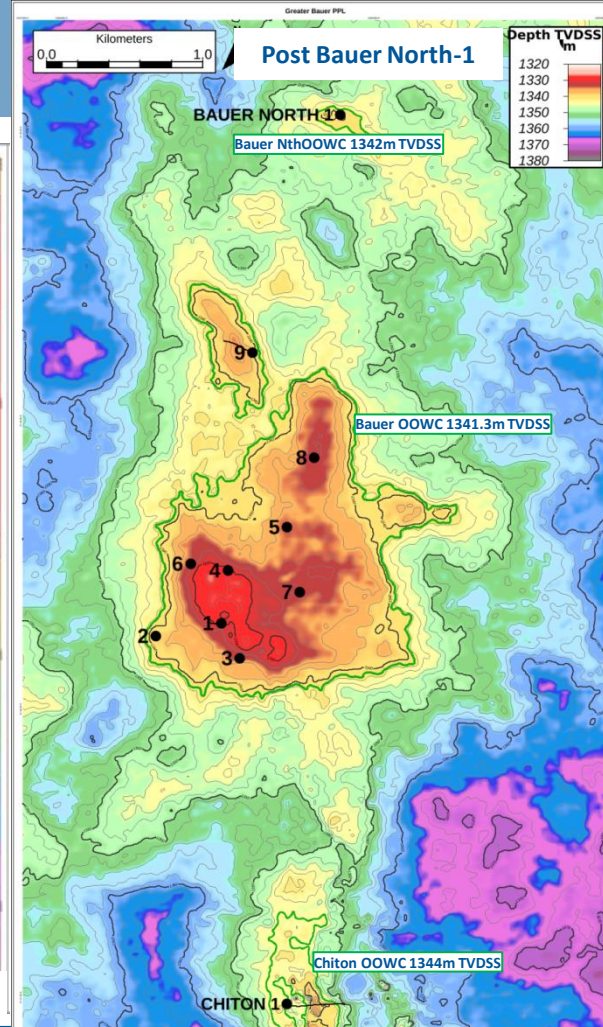 Greater Bauer PPL
Kilometers
0.0 1.0
Post Bauer North-1
Depth TVDSS
m
1320
1330
1340
1350
1360
1370
1380
BAUER NORTH 1
Bauer NthOOWC 1342m TVDSS
9
Bauer OOWC 1341.3m TVDSS
8
5
6
4
7
1
2
3
Chiton OOWC 1344m TVDSS
CHITON 1